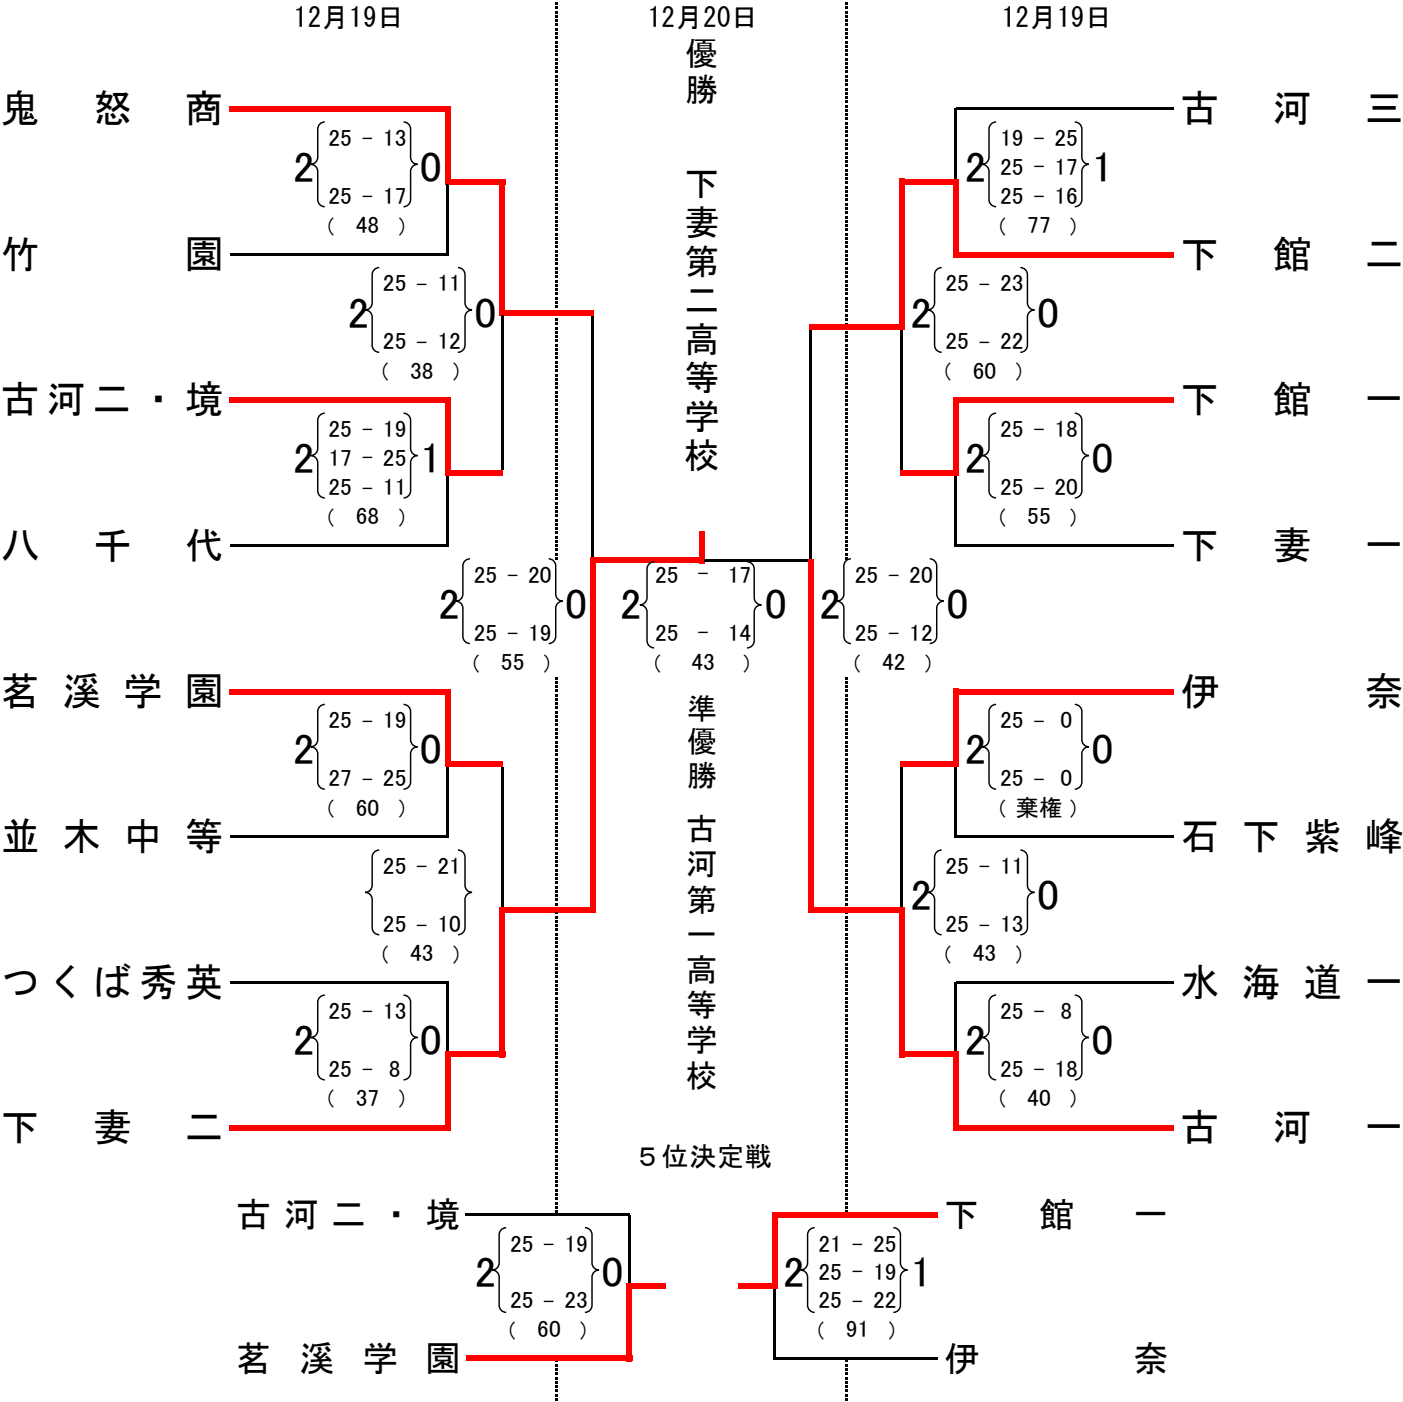 12月19日
12月20日
12月19日
優勝 下妻第二高等学校
鬼怒商
2 25 - 13 0
25 - 17
( 48 )
竹園
2 25 - 11 0
25 - 12
( 38 )
古河二・境
2 25 - 19 1
17 - 25
25 - 11
( 68 )
八千代
2 25 - 20 0
25 - 19
( 55 )
茗溪学園
2 25 - 19 0
27 - 25
( 60 )
並木中等
25 - 21
25 - 10
( 43 )
つくば秀英
2 25 - 13 0
25 - 8
( 37 )
下妻二
2 25 - 17 0
25 - 14
( 43 )
準優勝 古河第一高等学校
古河三
2 19 - 25 1
25 - 17
25 - 16
( 77 )
下館二
2 25 - 23 0
25 - 22
( 60 )
下館一
2 25 - 18 0
25 - 20
( 55 )
下妻一
2 25 - 20 0
25 - 12
( 42 )
伊奈
2 25 - 0 0
25 - 0
( 棄権 )
石下紫峰
2 25 - 11 0
25 - 13
( 43 )
水海道一
2 25 - 8 0
25 - 18
( 40 )
古河一
５位決定戦
古河二・境
2 25 - 19 0
25 - 23
( 60 )
茗溪学園
下館一
2 21 - 25 1
25 - 19
25 - 22
( 91 )
伊奈